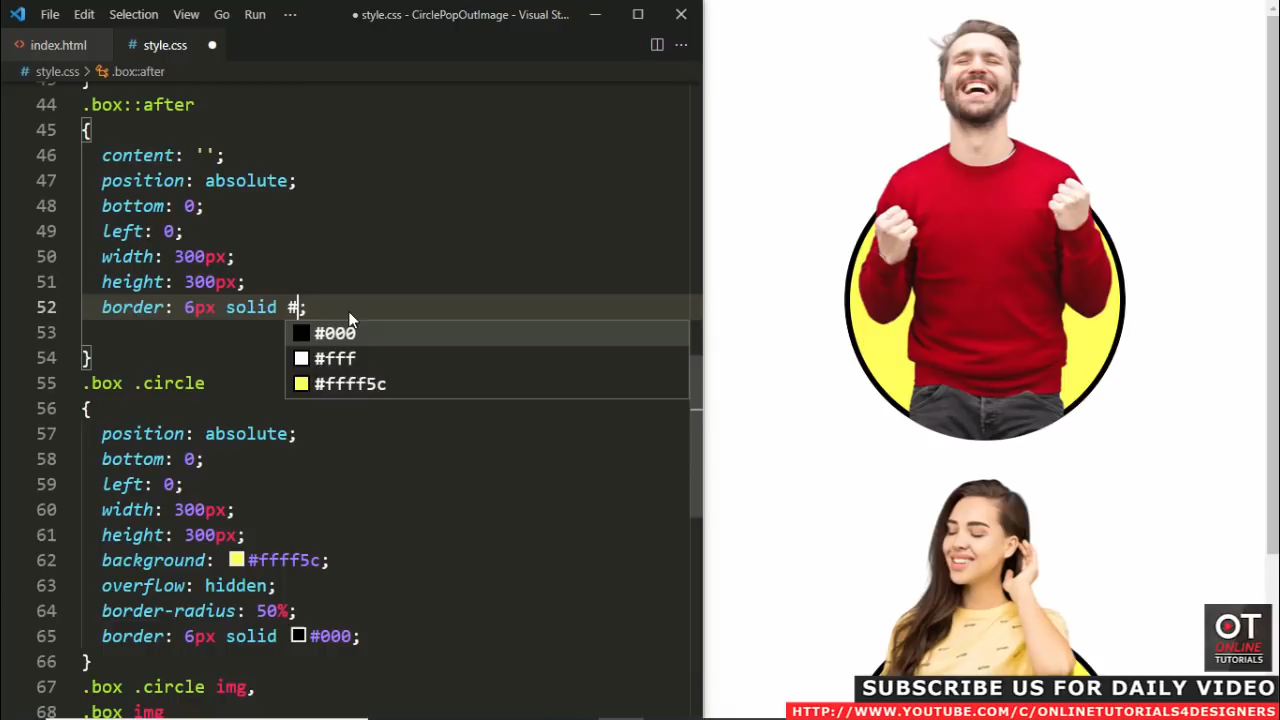 File Edit Selection View Go Run ··· ● style.css - CirclePopOutImage - Visual St...
index.html # style.css ●
# style.css > .box::after
44 .box::after
45 {
46 content: '';
47 position: absolute;
48 bottom: 0;
49 left: 0;
50 width: 300px;
51 height: 300px;
52 border: 6px solid #;
#000
53
#fff
54 }
#ffff5c
55 .box .circle
56 {
57 position: absolute;
58 bottom: 0;
59 left: 0;
60 width: 300px;
61 height: 300px;
62 background: #ffff5c;
63 overflow: hidden;
64 border-radius: 50%;
65 border: 6px solid #000;
66 }
67 .box .circle img,
68 .box img
OT
ONLINE
TUTORIALS
SUBSCRIBE US FOR DAILY VIDEO
HTTP://WWW.YOUTUBE.COM/C/ONLINETUTORIALS4DESIGNERS